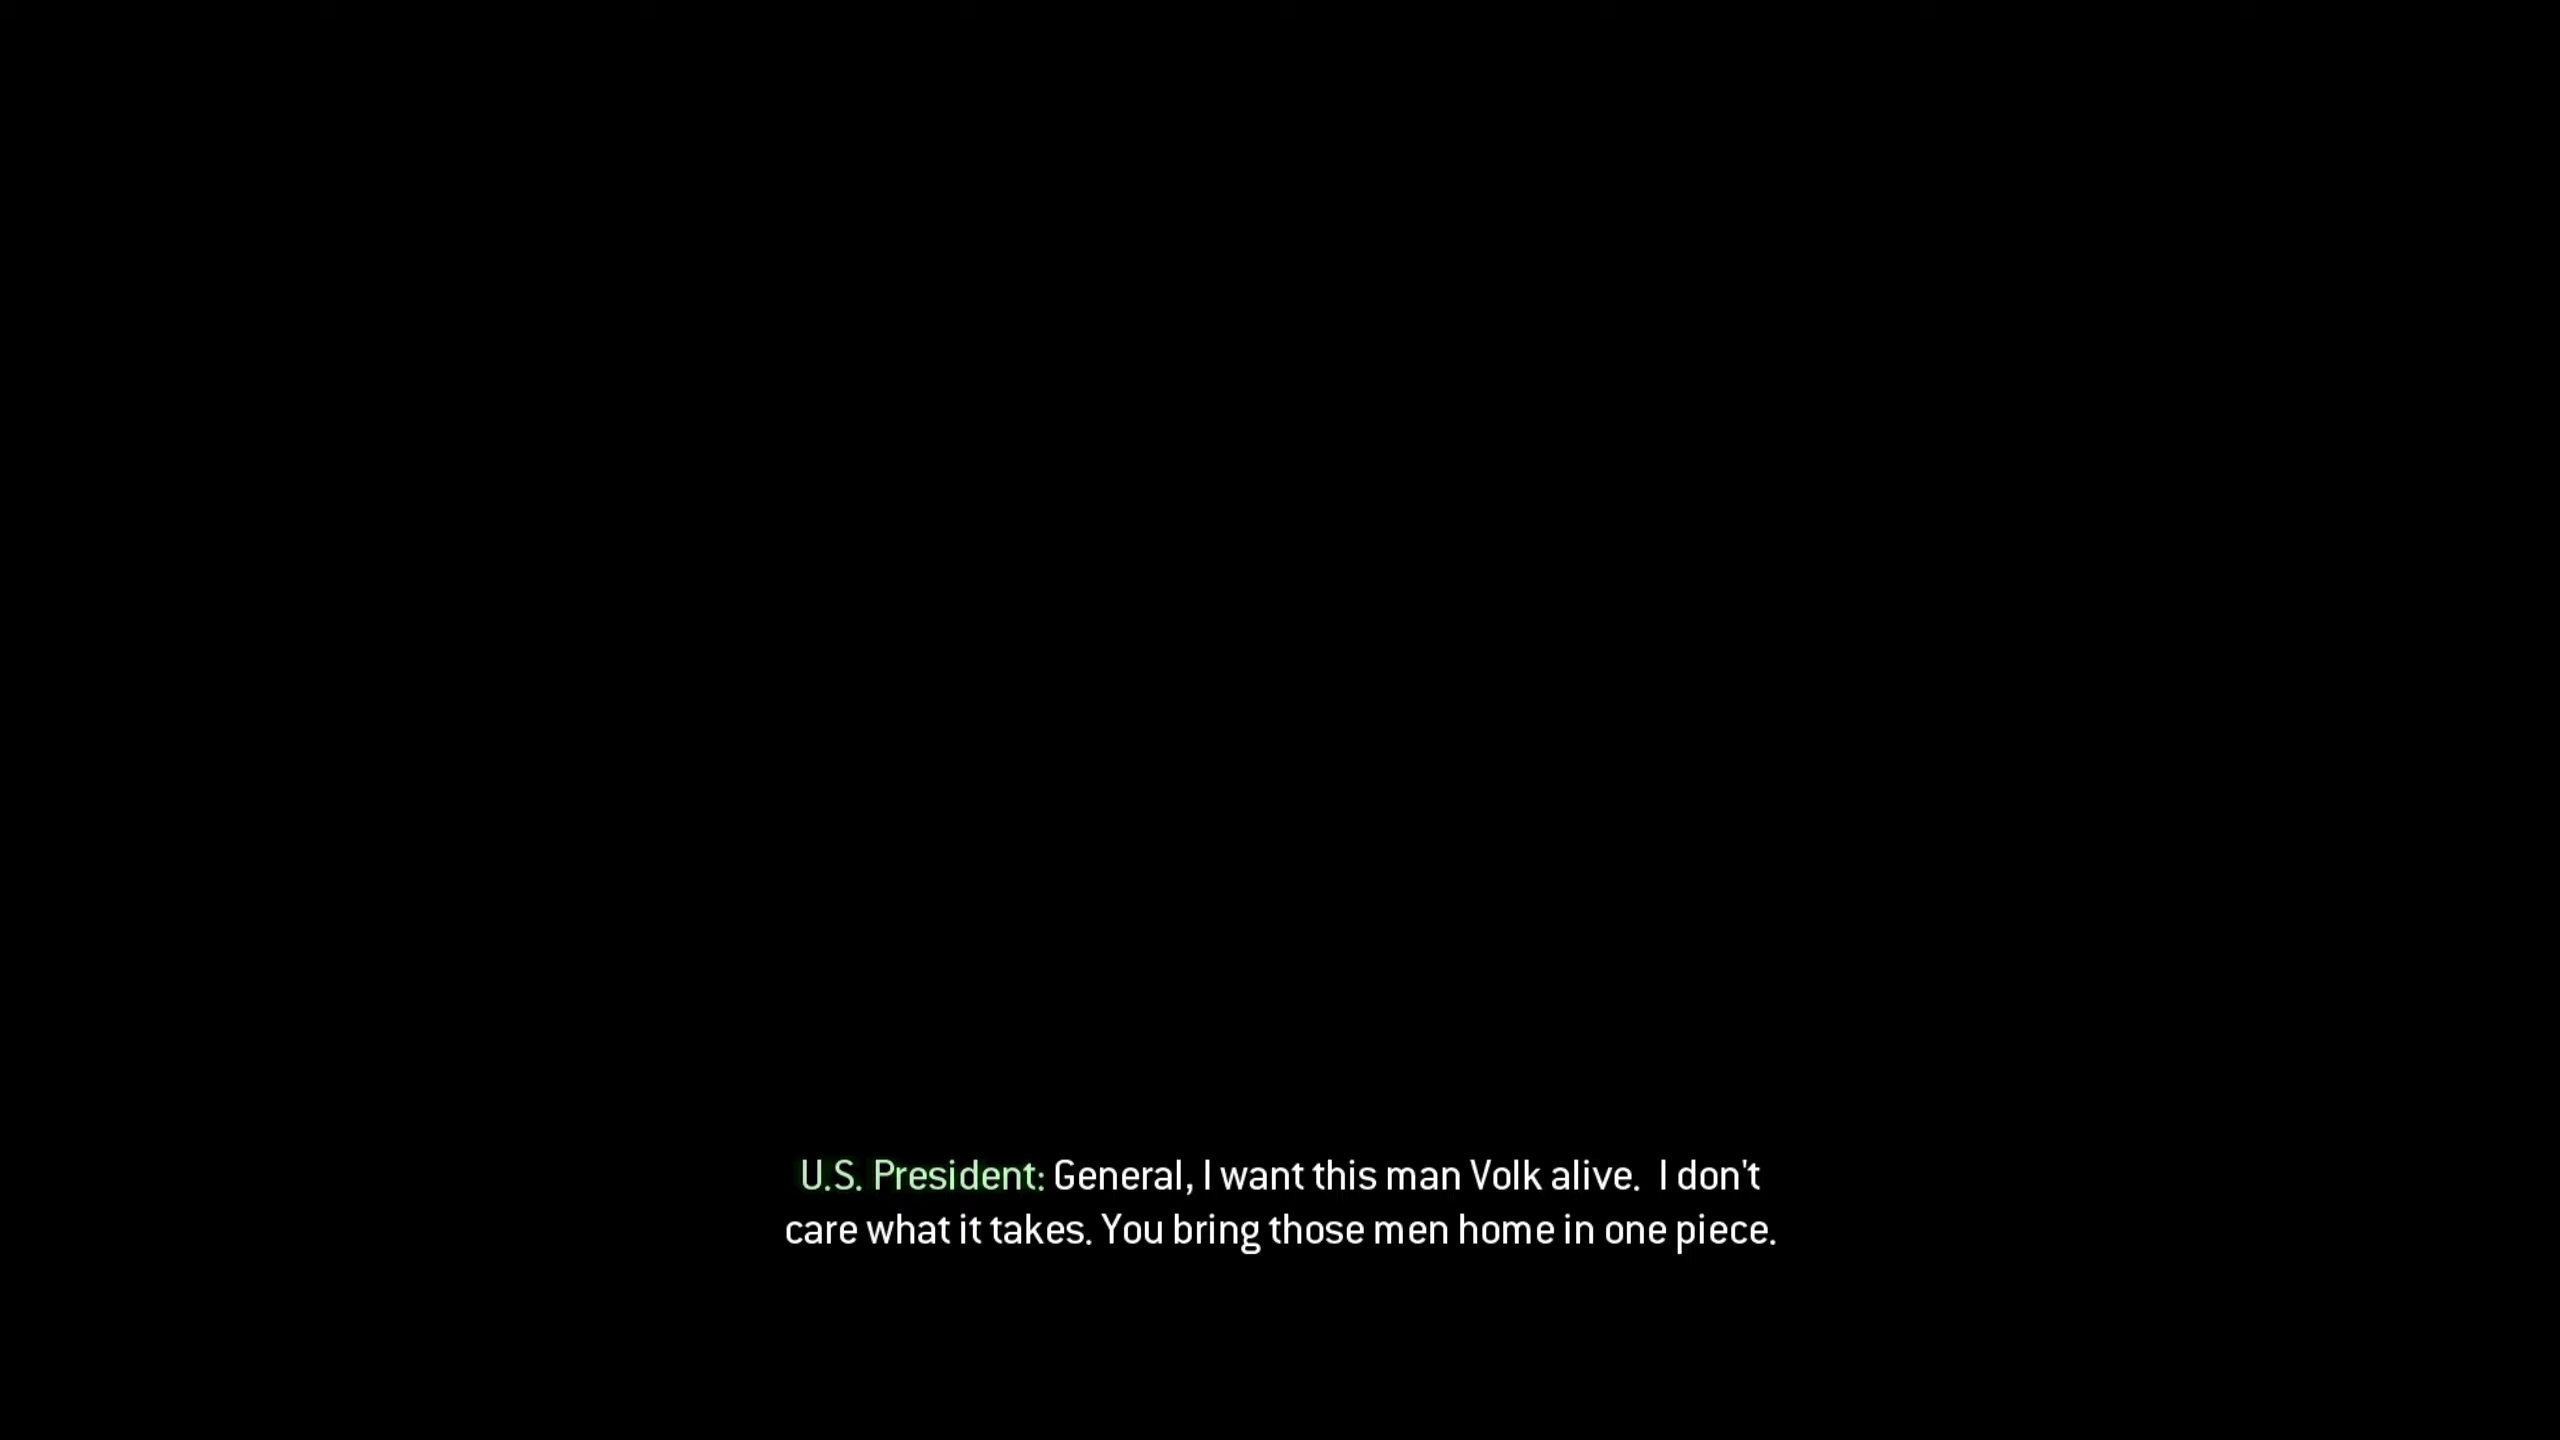 U.S. President: General, I want this man Volk alive.  I don't
care what it takes. You bring those men home in one piece.